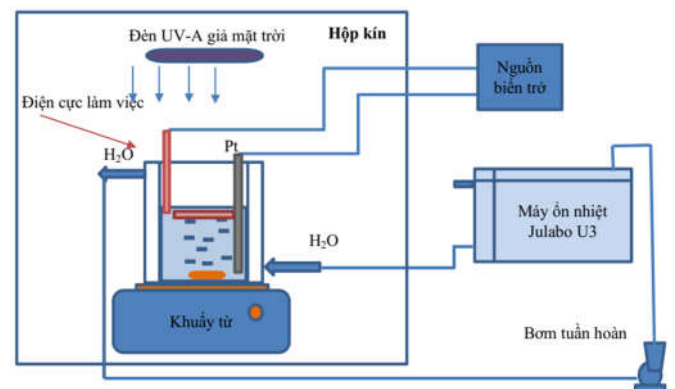 Đèn UV-A giả mặt trời
Hộp kín
Nguồn
biến trở
Điện cực làm việc
H₂O
Pt
Máy ổn nhiệt
Julabo U3
H₂O
Khuấy từ
Bơm tuần hoàn